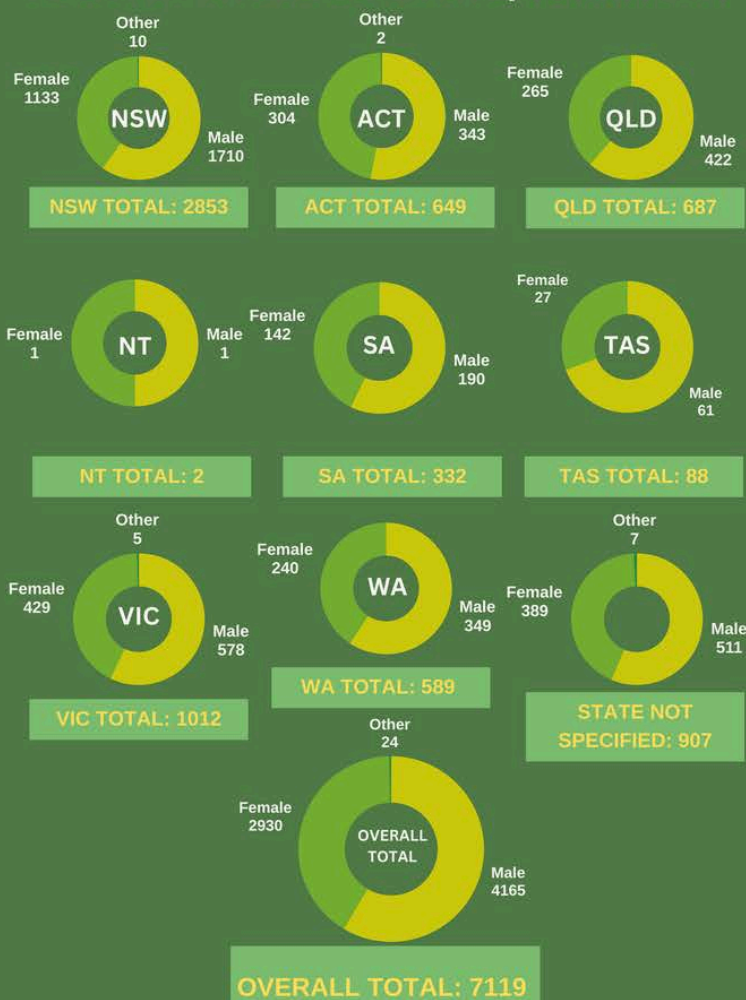 Other
10
Female
1133
NSW
Male
1710
NSW TOTAL: 2853
Other
2
Female
304
ACT
Male
343
ACT TOTAL: 649
Female
265
QLD
Male
422
QLD TOTAL: 687
Female
1
NT
Male
1
NT TOTAL: 2
Female
142
SA
Male
190
SA TOTAL: 332
Female
27
TAS
Male
61
TAS TOTAL: 88
Other
5
Female
429
VIC
Male
578
VIC TOTAL: 1012
Female
240
WA
Male
349
WA TOTAL: 589
Other
7
Female
389
Male
511
STATE NOT
SPECIFIED: 907
Other
24
Female
2930
OVERALL
TOTAL
Male
4165
OVERALL TOTAL: 7119